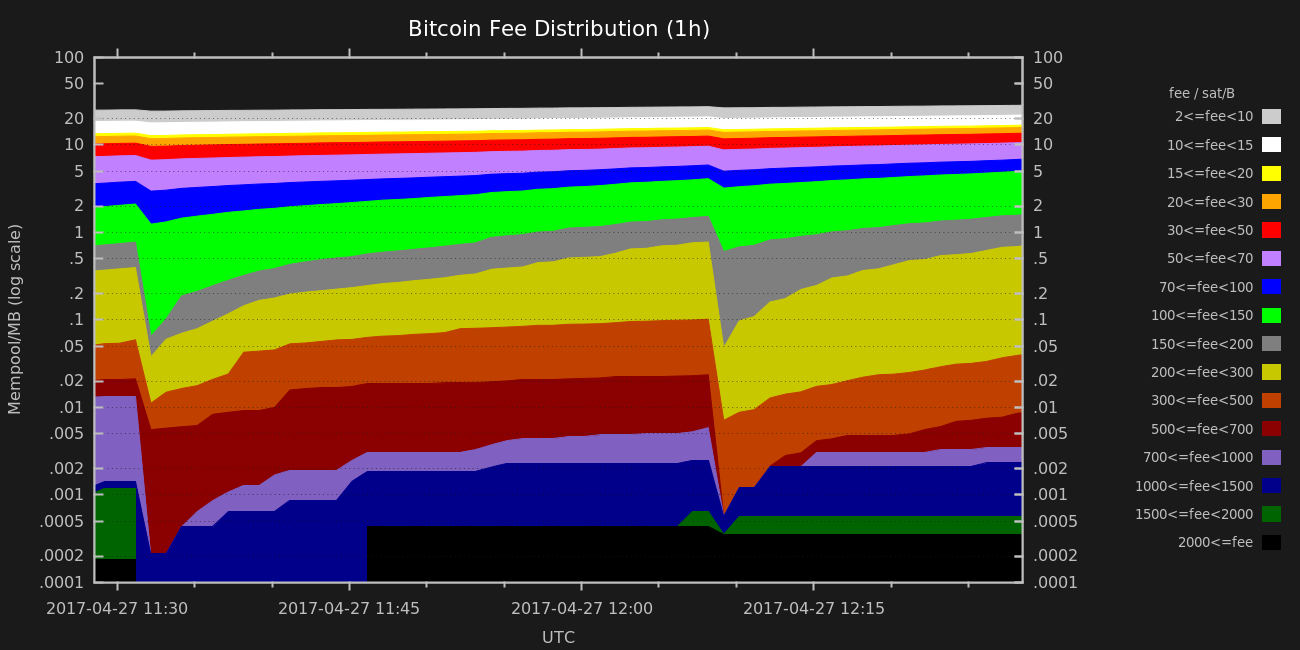 Bitcoin Fee Distribution (1h)
Mempool/MB (log scale)
100
50
20
10
5
2
1
.5
.2
.1
.05
.02
.01
.005
.002
.001
.0005
.0002
.0001
100
50
20
10
5
2
1
.5
.2
.1
.05
.02
.01
.005
.002
.001
.0005
.0002
.0001
2017-04-27 11:30 2017-04-27 11:45 2017-04-27 12:00 2017-04-27 12:15
UTC
fee / sat/B
2<=fee<10
10<=fee<15
15<=fee<20
20<=fee<30
30<=fee<50
50<=fee<70
70<=fee<100
100<=fee<150
150<=fee<200
200<=fee<300
300<=fee<500
500<=fee<700
700<=fee<1000
1000<=fee<1500
1500<=fee<2000
2000<=fee